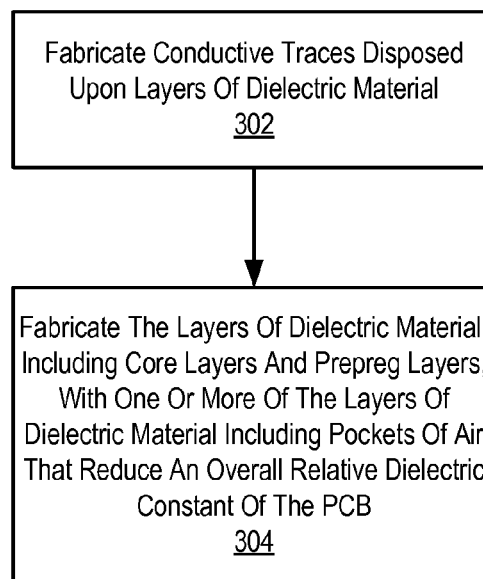 Fabricate Conductive Traces Disposed
Upon Layers Of Dielectric Material
302
Fabricate The Layers Of Dielectric Material
Including Core Layers And Prepreg Layers,
With One Or More Of The Layers Of
Dielectric Material Including Pockets Of Air
That Reduce An Overall Relative Dielectric
Constant Of The PCB
304